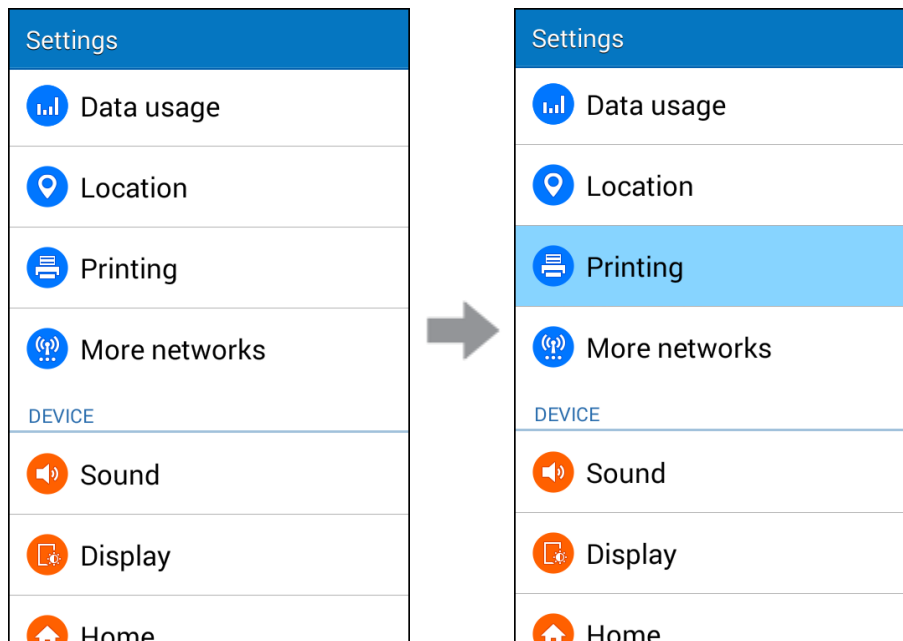 Settings
Data usage
Location
Printing
More networks
DEVICE
Sound
Display
Home
Settings
Data usage
Location
Printing
More networks
DEVICE
Sound
Display
Home